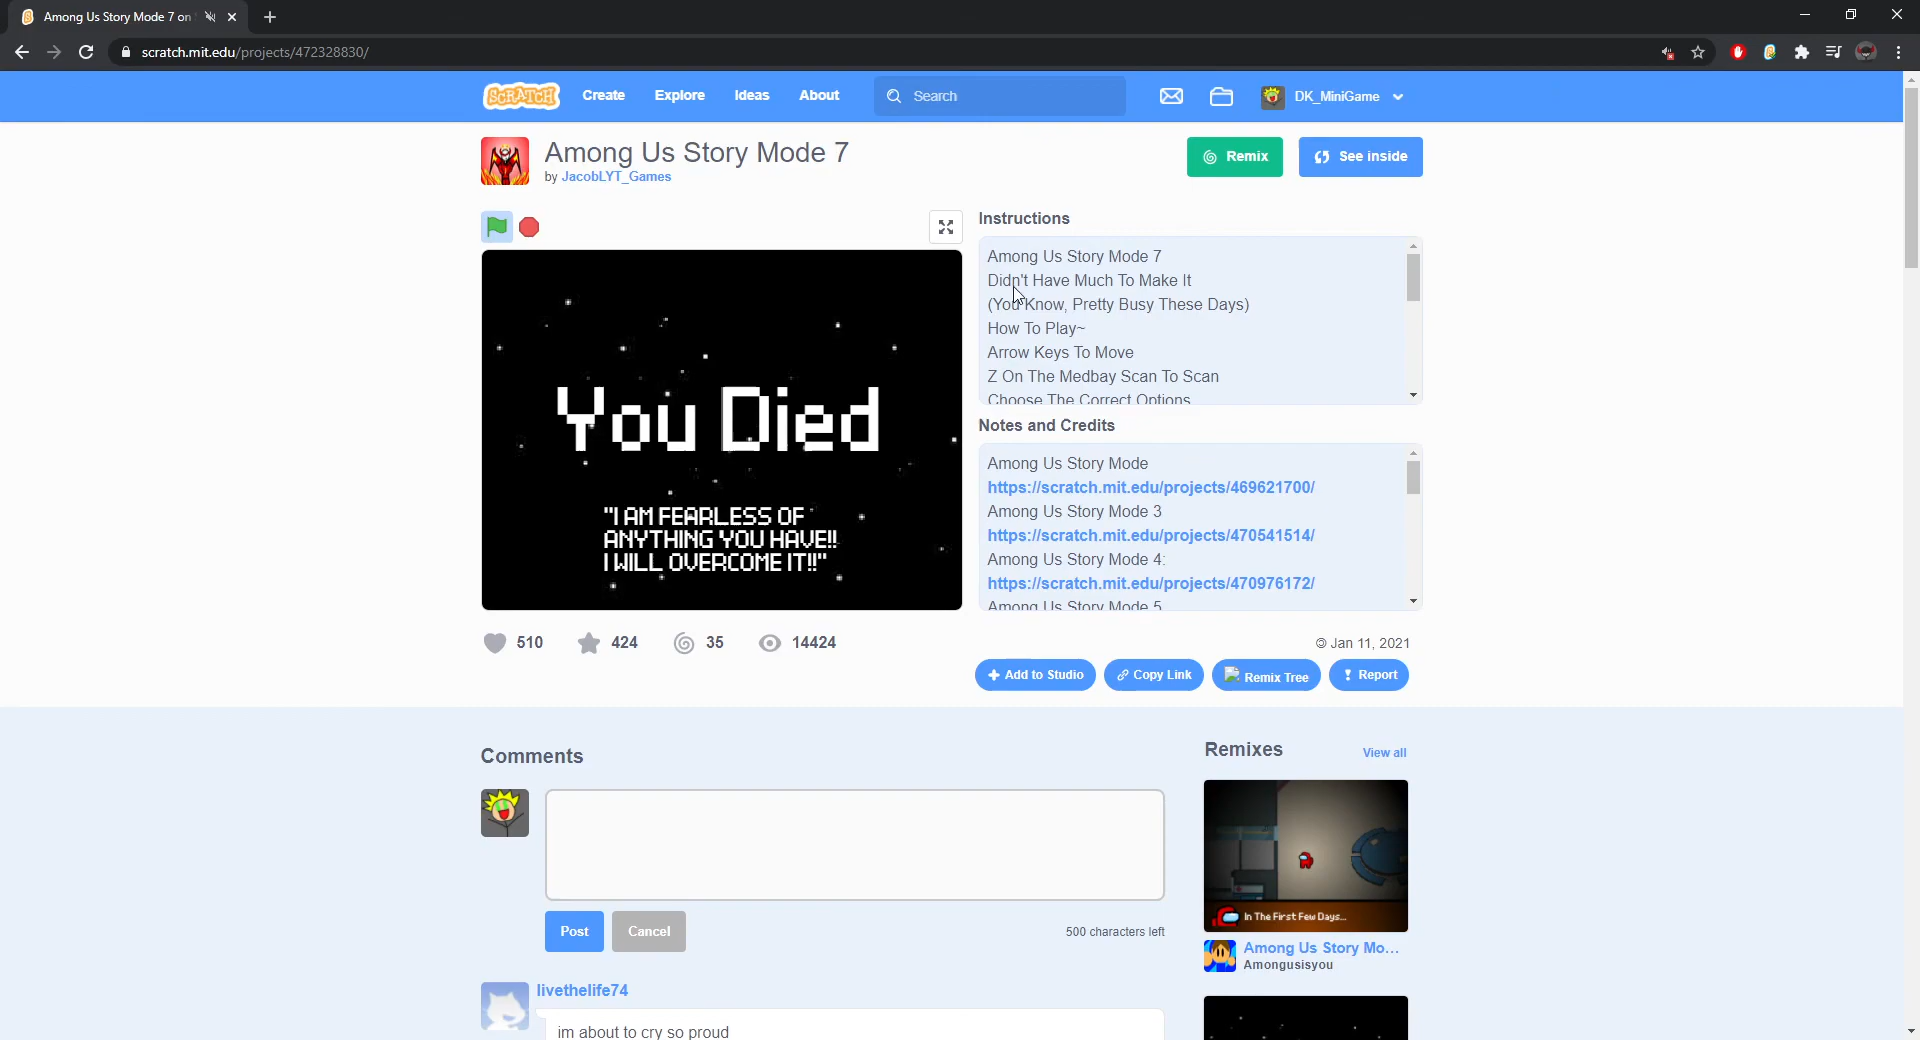 Among Us Story Mode 7 on
scratch.mit.edu/projects/472328830/
SCRATCH
Create
Explore
Ideas
About
Search
DK_MiniGame
Among Us Story Mode 7
by JacobLYT_Games
Remix
See inside
Instructions
Among Us Story Mode 7
Didn't Have Much To Make It
(You Know, Pretty Busy These Days)
How To Play~
Arrow Keys To Move
Z On The Medbay Scan To Scan
Choose The Correct Options
You Died
"I AM FEARLESS OF
ANYTHING YOU HAVE!!
I WILL OVERCOME IT!!"
Notes and Credits
Among Us Story Mode
https://scratch.mit.edu/projects/469621700/
Among Us Story Mode 3
https://scratch.mit.edu/projects/470541514/
Among Us Story Mode 4:
https://scratch.mit.edu/projects/470976172/
Among Us Story Mode 5
510
424
35
14424
© Jan 11, 2021
Add to Studio
Copy Link
Remix Tree
Report
Comments
Post
Cancel
500 characters left
livethelife74
im about to cry so proud
Remixes
View all
In The First Few Days...
Among Us Story Mo...
Amongusisyou